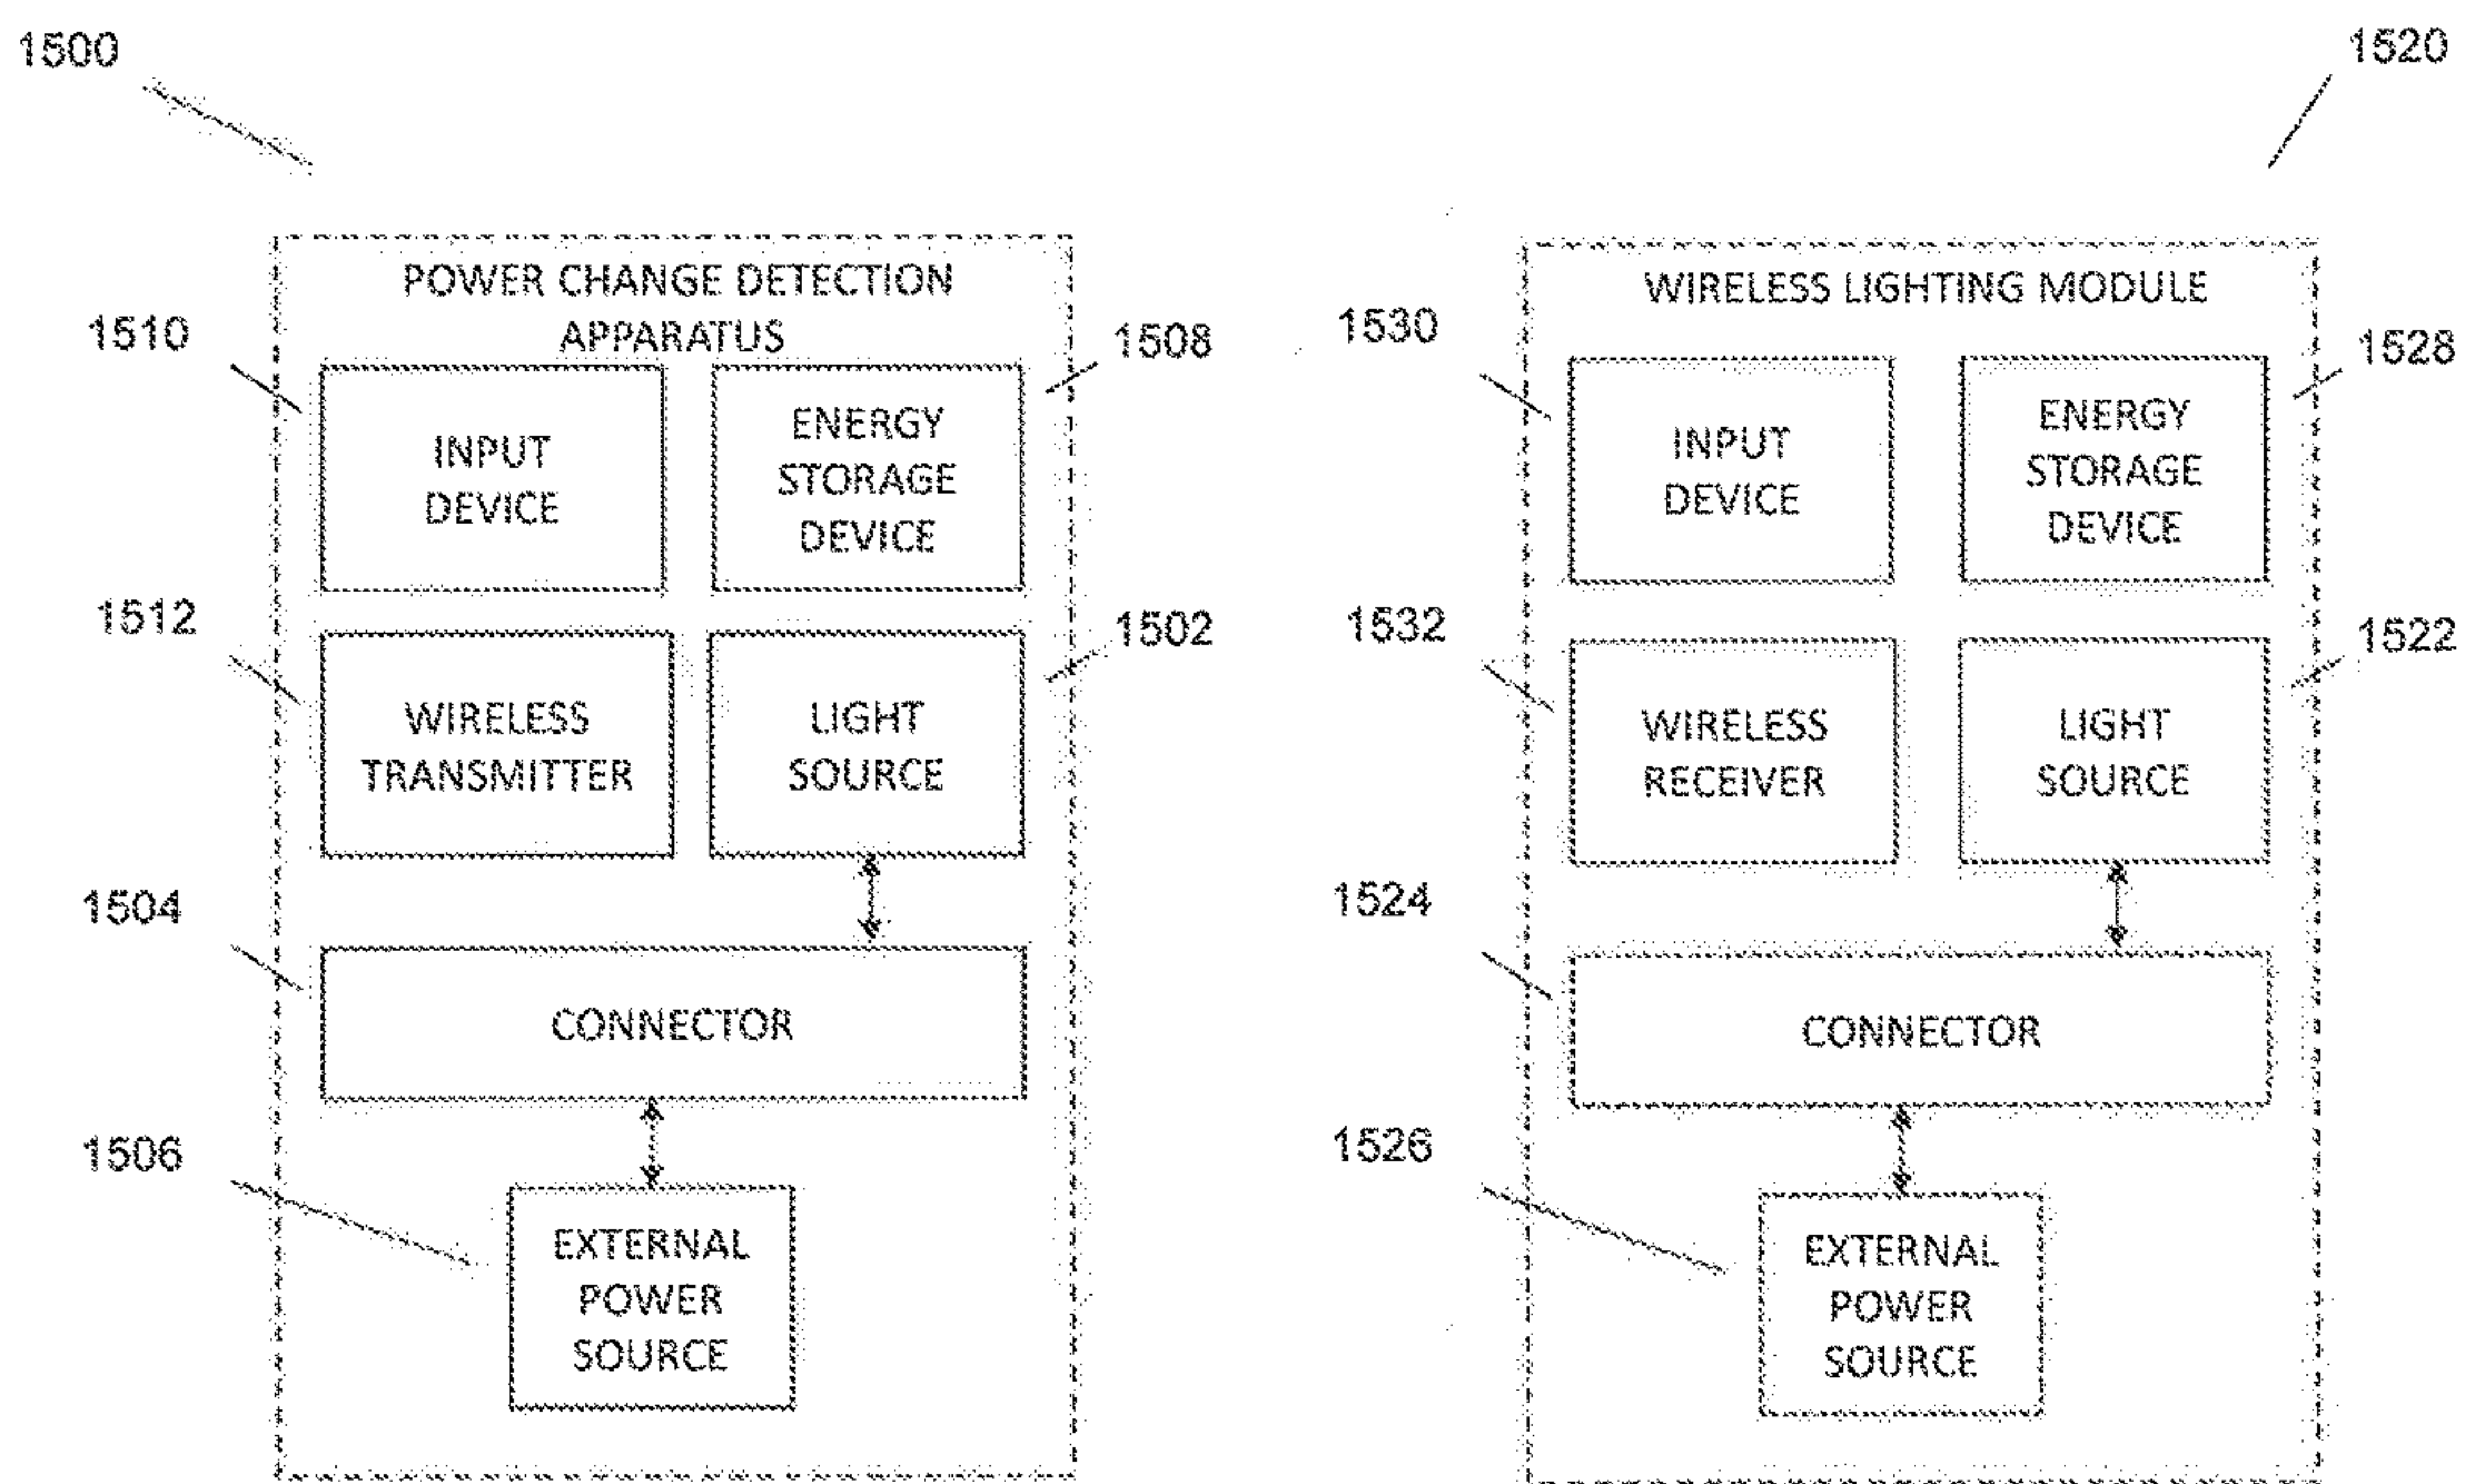 1500
1520
POWER CHANGE DETECTION
APPARATUS
1510
1508
INPUT
DEVICE
ENERGY
STORAGE
DEVICE
1512
1502
WIRELESS
TRANSMITTER
LIGHT
SOURCE
1504
CONNECTOR
1506
EXTERNAL
POWER
SOURCE
WIRELESS LIGHTING MODULE
1530
1528
INPUT
DEVICE
ENERGY
STORAGE
DEVICE
1532
1522
WIRELESS
RECEIVER
LIGHT
SOURCE
1524
CONNECTOR
1526
EXTERNAL
POWER
SOURCE